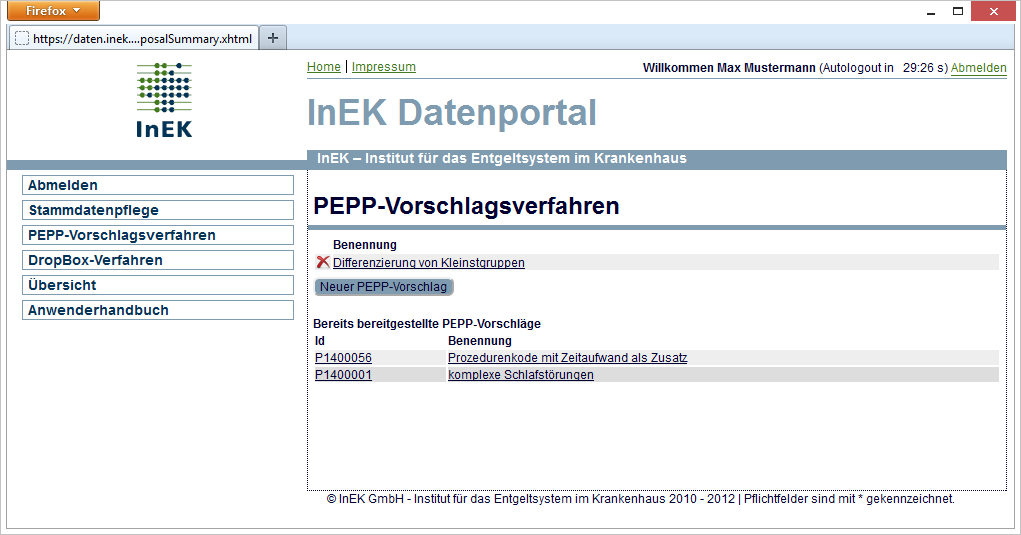 Firefox
https://daten.inek....posalSummary.xhtml
InEK
Home | Impressum
Willkommen Max Mustermann (Autologout in 29:26 s) Abmelden
InEK Datenportal
InEK – Institut für das Entgeltsystem im Krankenhaus
Abmelden
Stammdatenpflege
PEPP-Vorschlagsverfahren
DropBox-Verfahren
Übersicht
Anwenderhandbuch
PEPP-Vorschlagsverfahren
Benennung
Differenzierung von Kleinstgruppen
Neuer PEPP-Vorschlag
Bereits bereitgestellte PEPP-Vorschläge
Id Benennung
P1400056 Prozedurenkode mit Zeitaufwand als Zusatz
P1400001 komplexe Schlafstörungen
© InEK GmbH - Institut für das Entgeltsystem im Krankenhaus 2010 - 2012 | Pflichtfelder sind mit * gekennzeichnet.